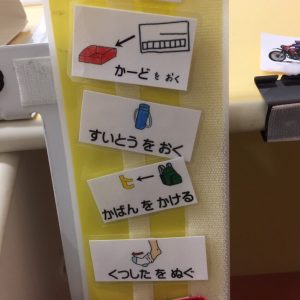 かーど を おく
すいとう を おく
かばん を かける
くつした を ぬぐ